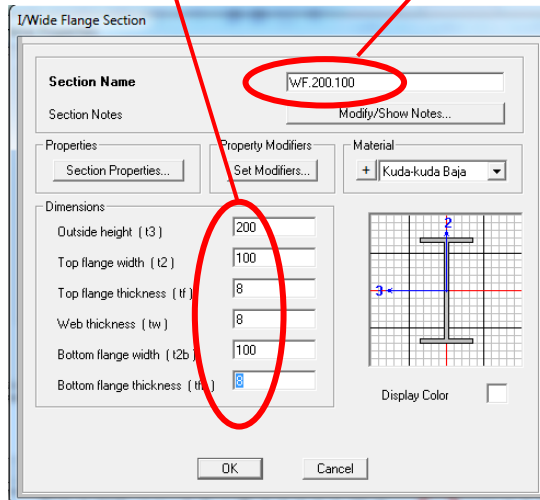 I/Wide Flange Section
Section Name WF.200.100
Section Notes Modify/Show Notes...
Properties Property Modifiers Material
Section Properties... Set Modifiers... + Kuda-kuda Baja
Dimensions
Outside height ( t3 ) 200
Top flange width ( t2 ) 100
Top flange thickness ( tf ) 8
Web thickness ( tw ) 8
Bottom flange width ( t2b ) 100
Bottom flange thickness ( ) 8
2
3
Display Color
OK Cancel